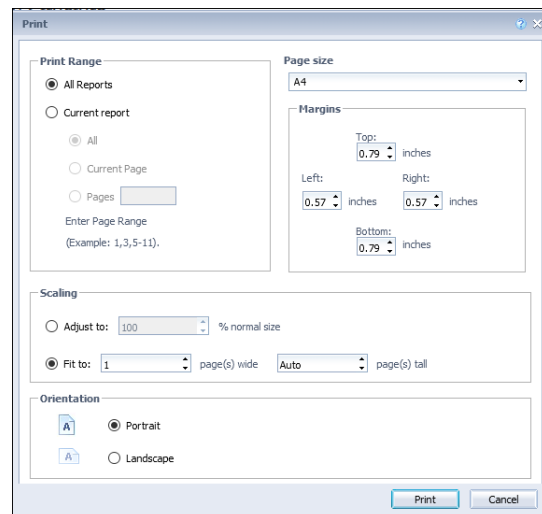 Print
Print Range
All Reports
Current report
All
Current Page
Pages
Enter Page Range
(Example: 1,3,5-11).
Page size
A4
Margins
Top:
0.79 inches
Left: Right:
0.57 inches 0.57 inches
Bottom:
0.79 inches
Scaling
Adjust to: 100 % normal size
Fit to: 1 page(s) wide Auto page(s) tall
Orientation
A Portrait
A Landscape
Print Cancel